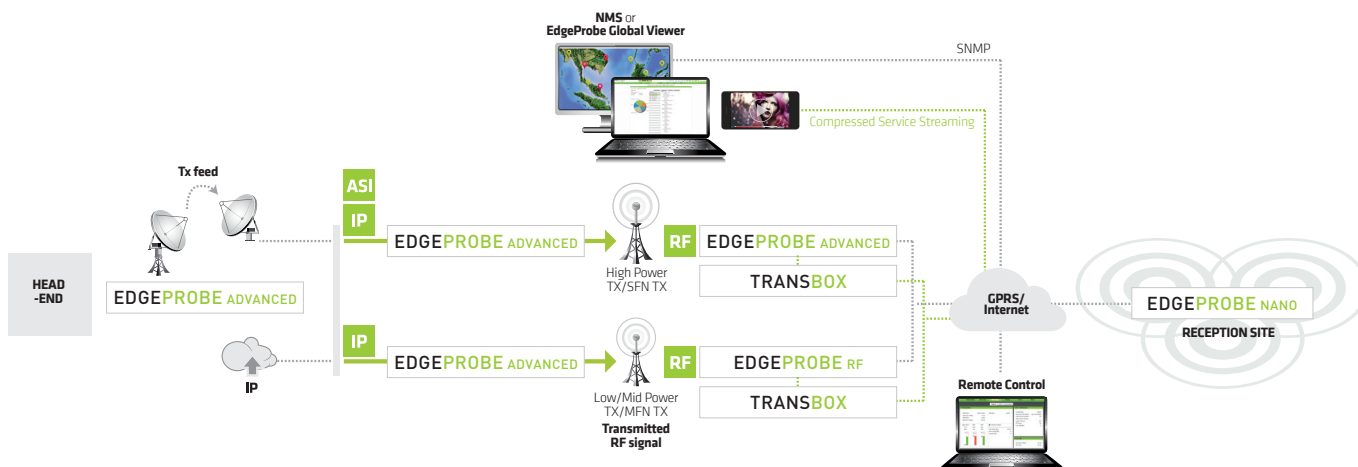 NMS or
EdgeProbe Global Viewer
SNMP
Compressed Service Streaming
Tx feed
ASI
IP
EDGEPROBE ADVANCED
RF
EDGEPROBE ADVANCED
High Power
TX/SFN TX
TRANSBOX
HEAD
-END
EDGEPROBE ADVANCED
GPRS/
Internet
EDGEPROBE NANO
RECEPTION SITE
IP
IP
EDGEPROBE ADVANCED
RF
EDGEPROBE RF
Low/Mid Power
TX/MFN TX
TRANSBOX
Transmitted
RF signal
Remote Control